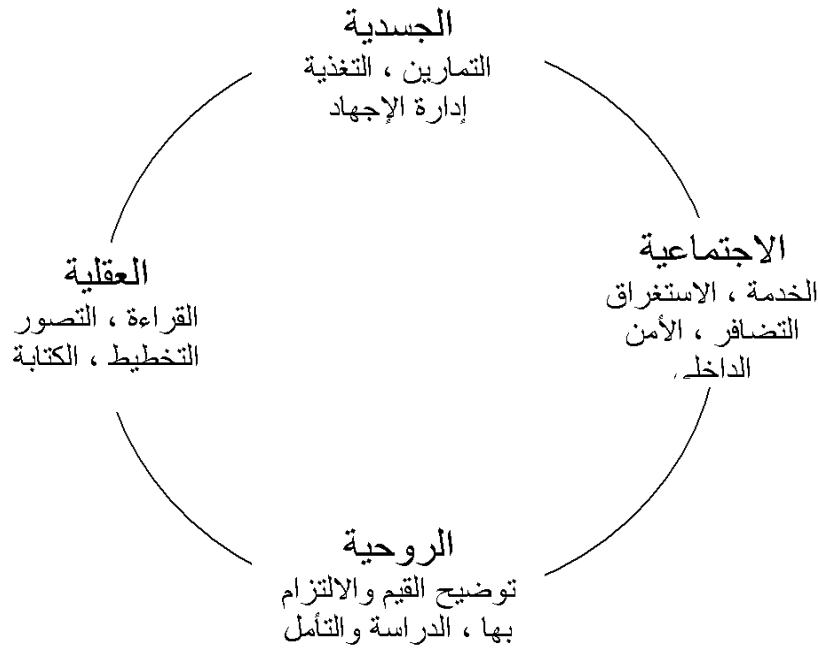 الجسدية
التمارين ، التغذية
إدارة الإجهاد
الاجتماعية
الخدمة ، الاستغراق
التضافر ، الأمن
الداخلي
العقلية
القراءة ، التصور
التخطيط ، الكتابة
الروحية
توضيح القيم والالتزام
بها ، الدراسة والتأمل